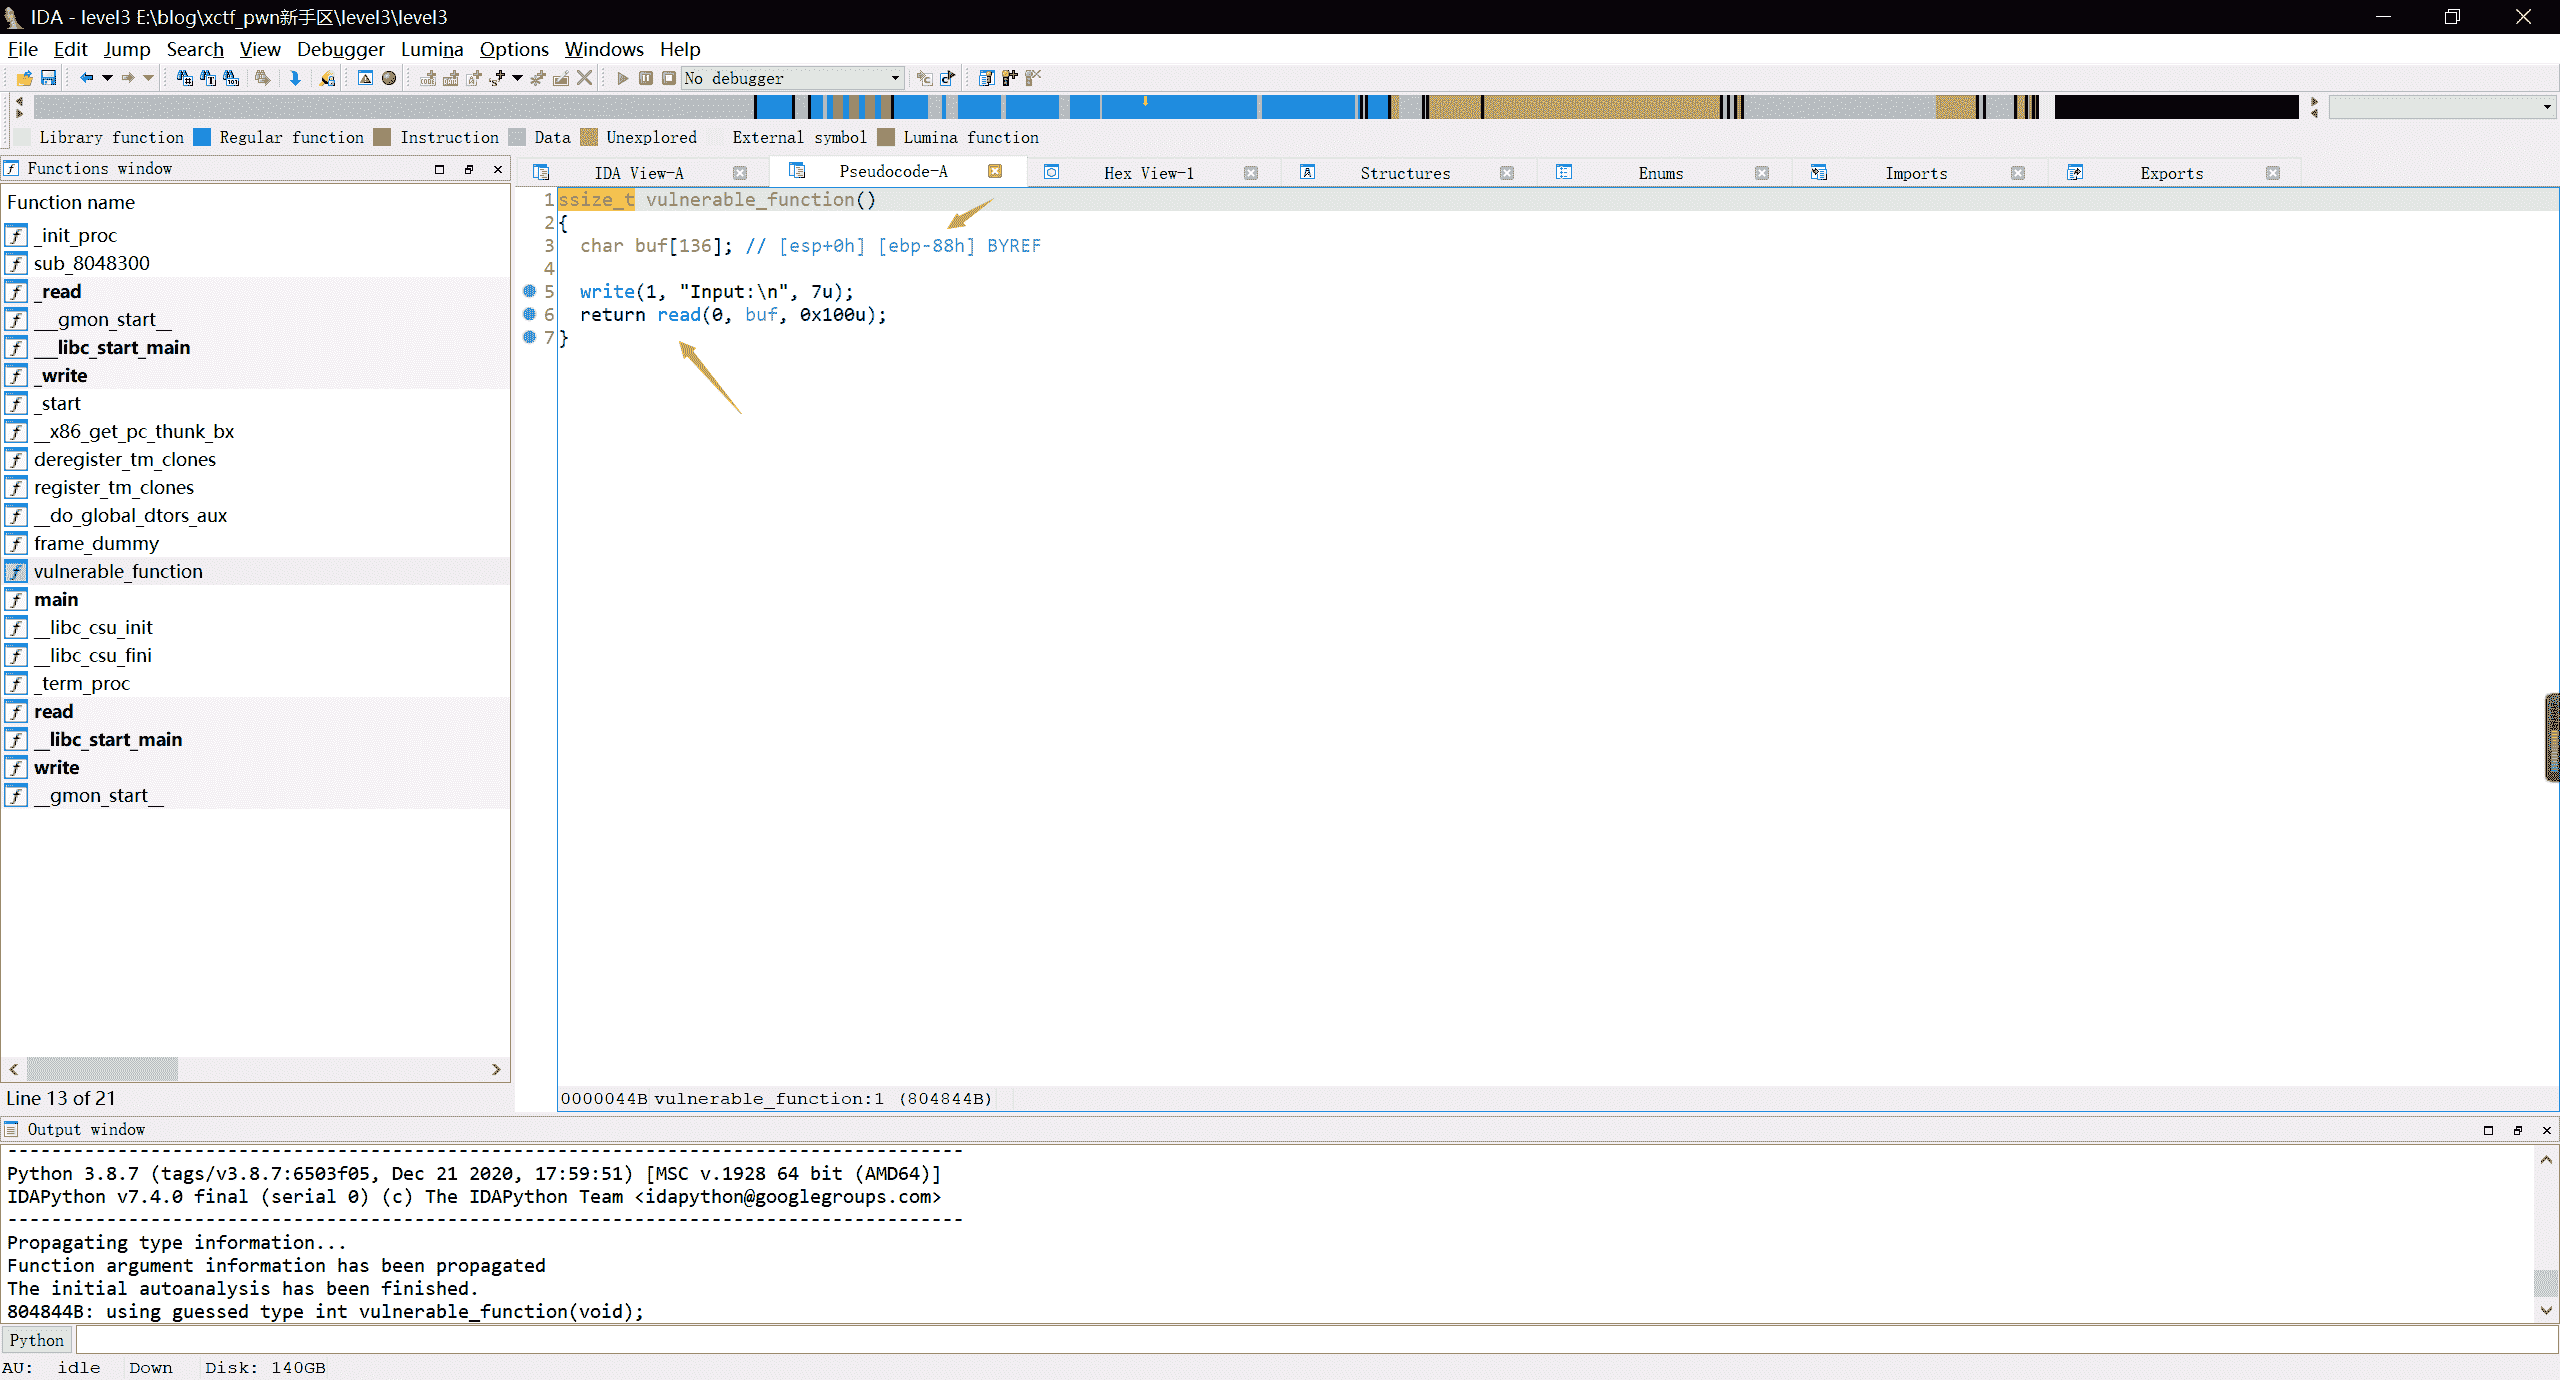 IDA - level3 E:\blog\xctf_pwn新手区\level3\level3
File Edit Jump Search View Debugger Lumina Options Windows Help
No debugger
Library function Regular function Instruction Data Unexplored External symbol Lumina function
Functions window
IDA View-A Pseudocode-A Hex View-1 Structures Enums Imports Exports
Function name
_init_proc
sub_8048300
_read
__gmon_start__
___libc_start_main
_write
_start
__x86_get_pc_thunk_bx
deregister_tm_clones
register_tm_clones
__do_global_dtors_aux
frame_dummy
vulnerable_function
main
__libc_csu_init
__libc_csu_fini
_term_proc
read
__libc_start_main
write
__gmon_start__
Line 13 of 21
1 ssize_t vulnerable_function()
2 {
3 char buf[136]; // [esp+0h] [ebp-88h] BYREF
4
5 write(1, "Input:\n", 7u);
6 return read(0, buf, 0x100u);
7 }
0000044B vulnerable_function:1 (804844B)
Output window
---------------------------------------------------------------------------------------
Python 3.8.7 (tags/v3.8.7:6503f05, Dec 21 2020, 17:59:51) [MSC v.1928 64 bit (AMD64)]
IDAPython v7.4.0 final (serial 0) (c) The IDAPython Team <idapython@googlegroups.com>
---------------------------------------------------------------------------------------
Propagating type information...
Function argument information has been propagated
The initial autoanalysis has been finished.
804844B: using guessed type int vulnerable_function(void);
Python
AU: idle Down Disk: 140GB